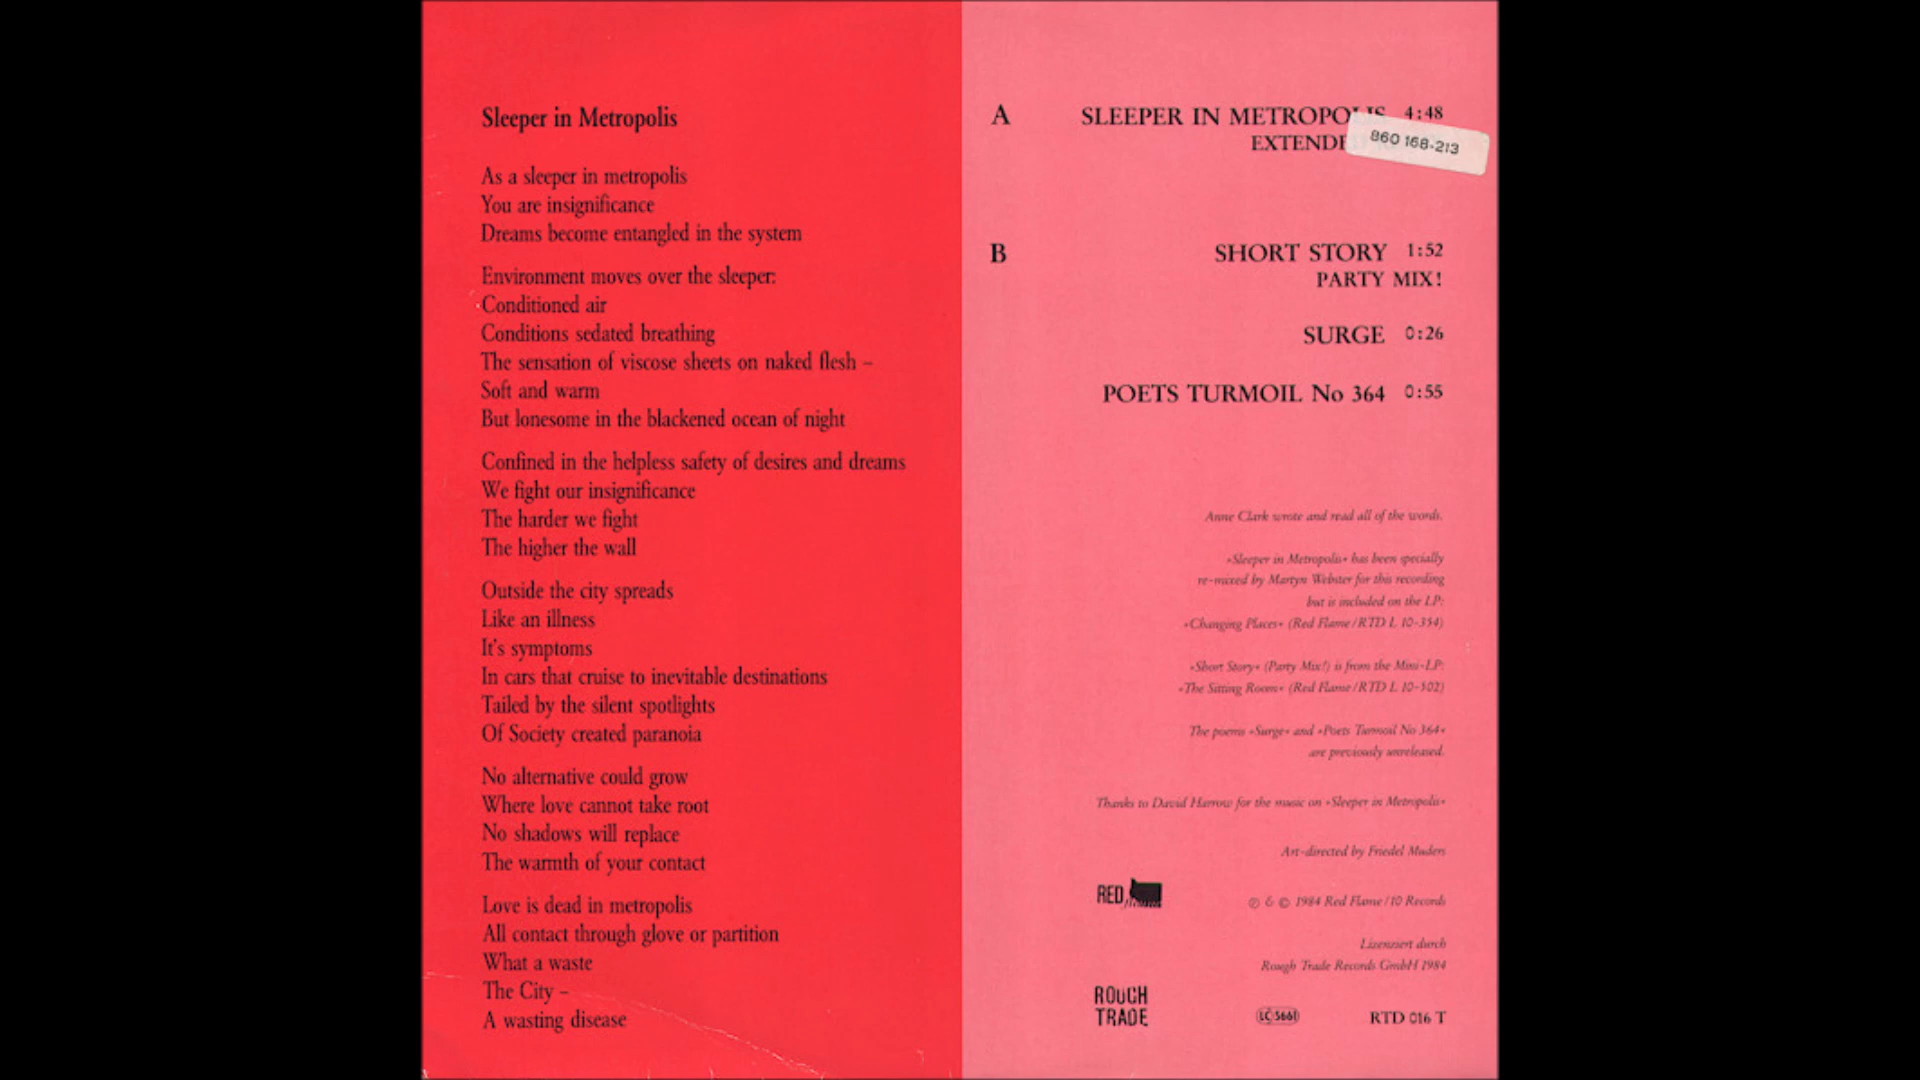 Sleeper in Metropolis
As a sleeper in metropolis
You are insignificance
Dreams become entangled in the system
Environment moves over the sleeper:
Conditioned air
Conditions sedated breathing
The sensation of viscose sheets on naked flesh –
Soft and warm
But lonesome in the blackened ocean of night
Confined in the helpless safety of desires and dreams
We fight our insignificance
The harder we fight
The higher the wall
Outside the city spreads
Like an illness
It's symptoms
In cars that cruise to inevitable destinations
Tailed by the silent spotlights
Of Society created paranoia
No alternative could grow
Where love cannot take root
No shadows will replace
The warmth of your contact
Love is dead in metropolis
All contact through glove or partition
What a waste
The City –
A wasting disease
A
SLEEPER IN METROPOLIS 4:48
860 168-213
B
SHORT STORY 1:52
PARTY MIX!
SURGE 0:26
POETS TURMOIL No 364 0:55
Anne Clark wrote and read all of the words.
»Sleeper in Metropolis« has been specially
re-mixed by Martyn Webster for this recording
but is included on the LP:
»Changing Places« (Red Flame/RTD L 10-354)
»Short Story« (Party Mix!) is from the Mini-LP:
»The Sitting Room« (Red Flame/RTD L 10-502)
The poems »Surge« and »Poets Turmoil No 364«
are previously unreleased.
Thanks to David Harrow for the music on »Sleeper in Metropolis«
Art-directed by Friedel Muders
RED flame
℗ & © 1984 Red Flame/10 Records
Lizenziert durch
Rough Trade Records GmbH 1984
ROUGH
TRADE
LC 5661
RTD 016 T